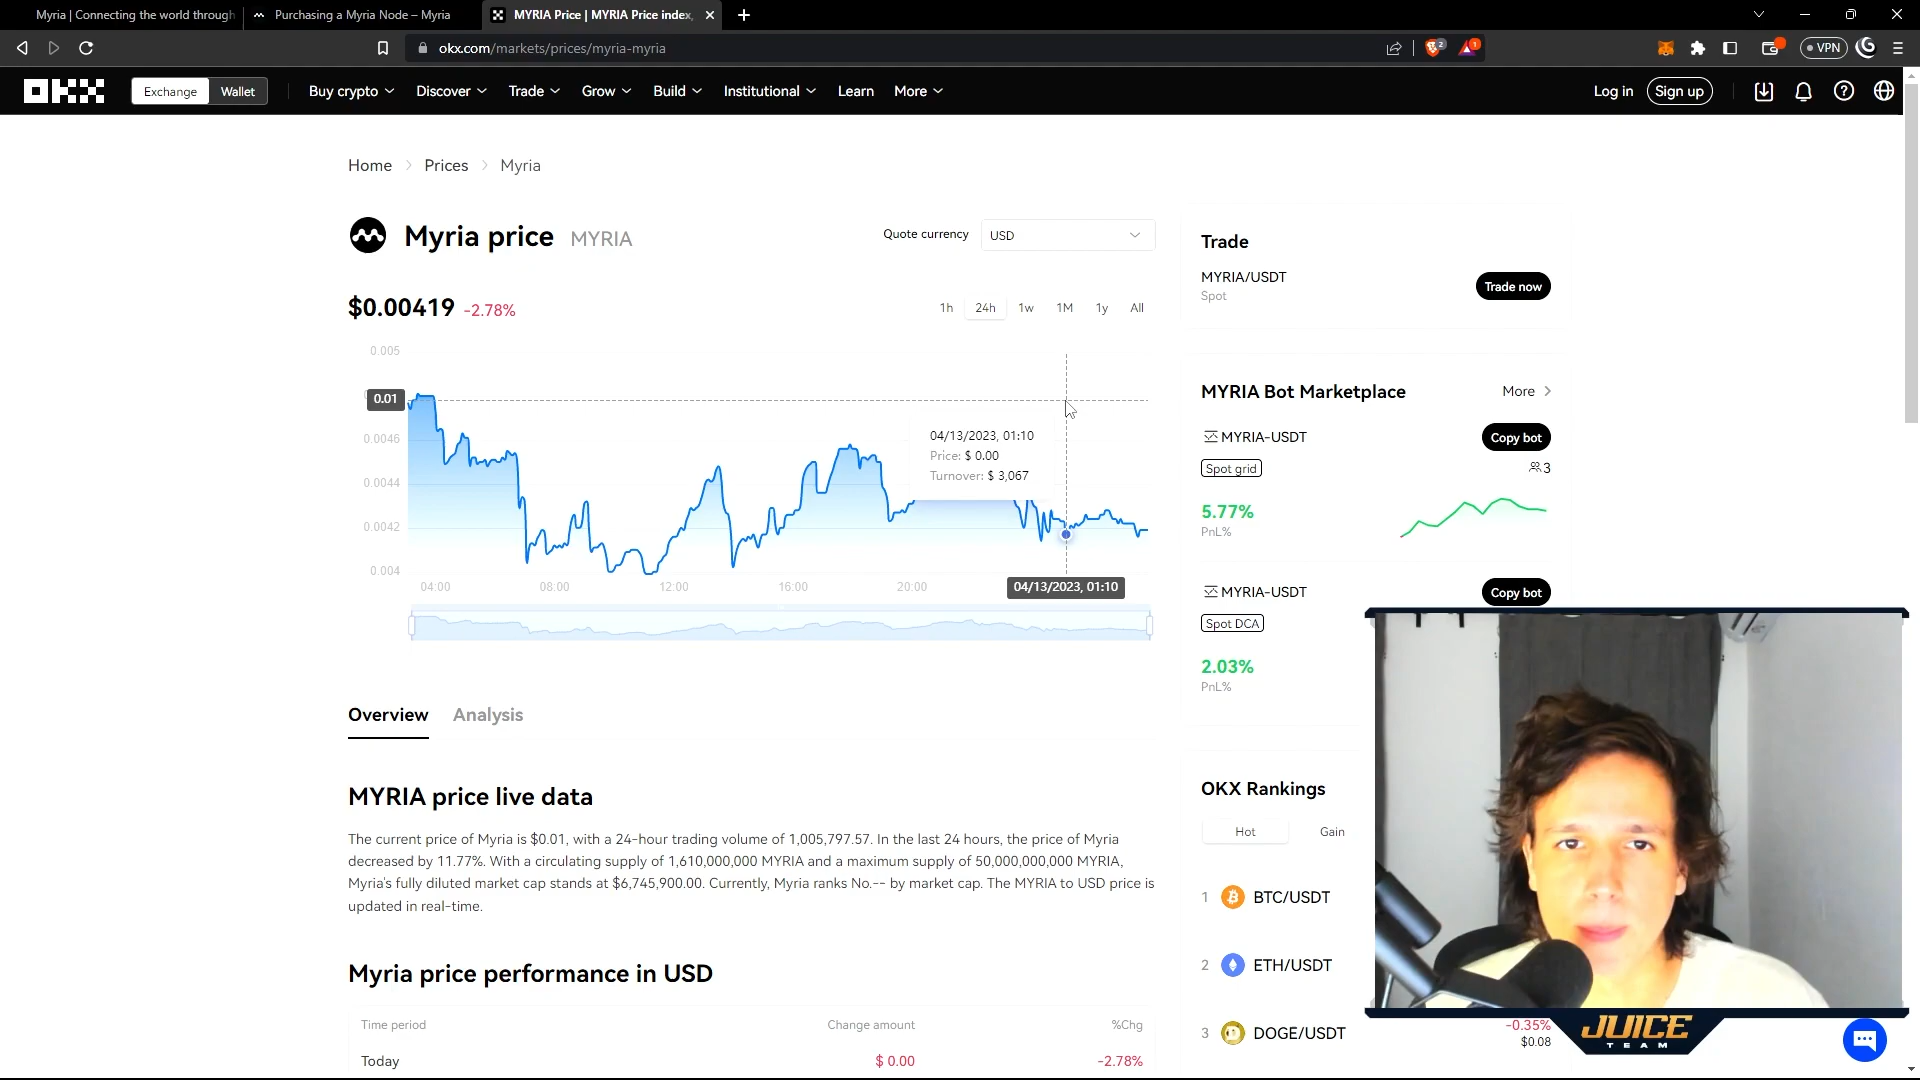 Myria | Connecting the world through
Purchasing a Myria Node – Myria
MYRIA Price | MYRIA Price index,
okx.com/markets/prices/myria-myria
2
1
VPN
OKX
Exchange
Wallet
Buy crypto
Discover
Trade
Grow
Build
Institutional
Learn
More
Log in
Sign up
Home
Prices
Myria
Myria price MYRIA
Quote currency
USD
$0.00419 -2.78%
1h
24h
1w
1M
1y
All
0.005
0.01
0.0046
0.0044
0.0042
0.004
04/13/2023, 01:10
Price: $ 0.00
Turnover: $ 3,067
04:00
08:00
12:00
16:00
20:00
04/13/2023, 01:10
Overview
Analysis
MYRIA price live data
The current price of Myria is $0.01, with a 24-hour trading volume of 1,005,797.57. In the last 24 hours, the price of Myria
decreased by 11.77%. With a circulating supply of 1,610,000,000 MYRIA and a maximum supply of 50,000,000,000 MYRIA,
Myria's fully diluted market cap stands at $6,745,900.00. Currently, Myria ranks No.-- by market cap. The MYRIA to USD price is
updated in real-time.
Myria price performance in USD
Time period
Change amount
%Chg
Today
$ 0.00
-2.78%
Trade
MYRIA/USDT
Spot
Trade now
MYRIA Bot Marketplace
More
MYRIA-USDT
Copy bot
Spot grid
3
5.77%
PnL%
MYRIA-USDT
Copy bot
Spot DCA
2.03%
PnL%
OKX Rankings
Hot
Gain
1
BTC/USDT
2
ETH/USDT
3
DOGE/USDT
-0.35%
$0.08
JUICE
TEAM